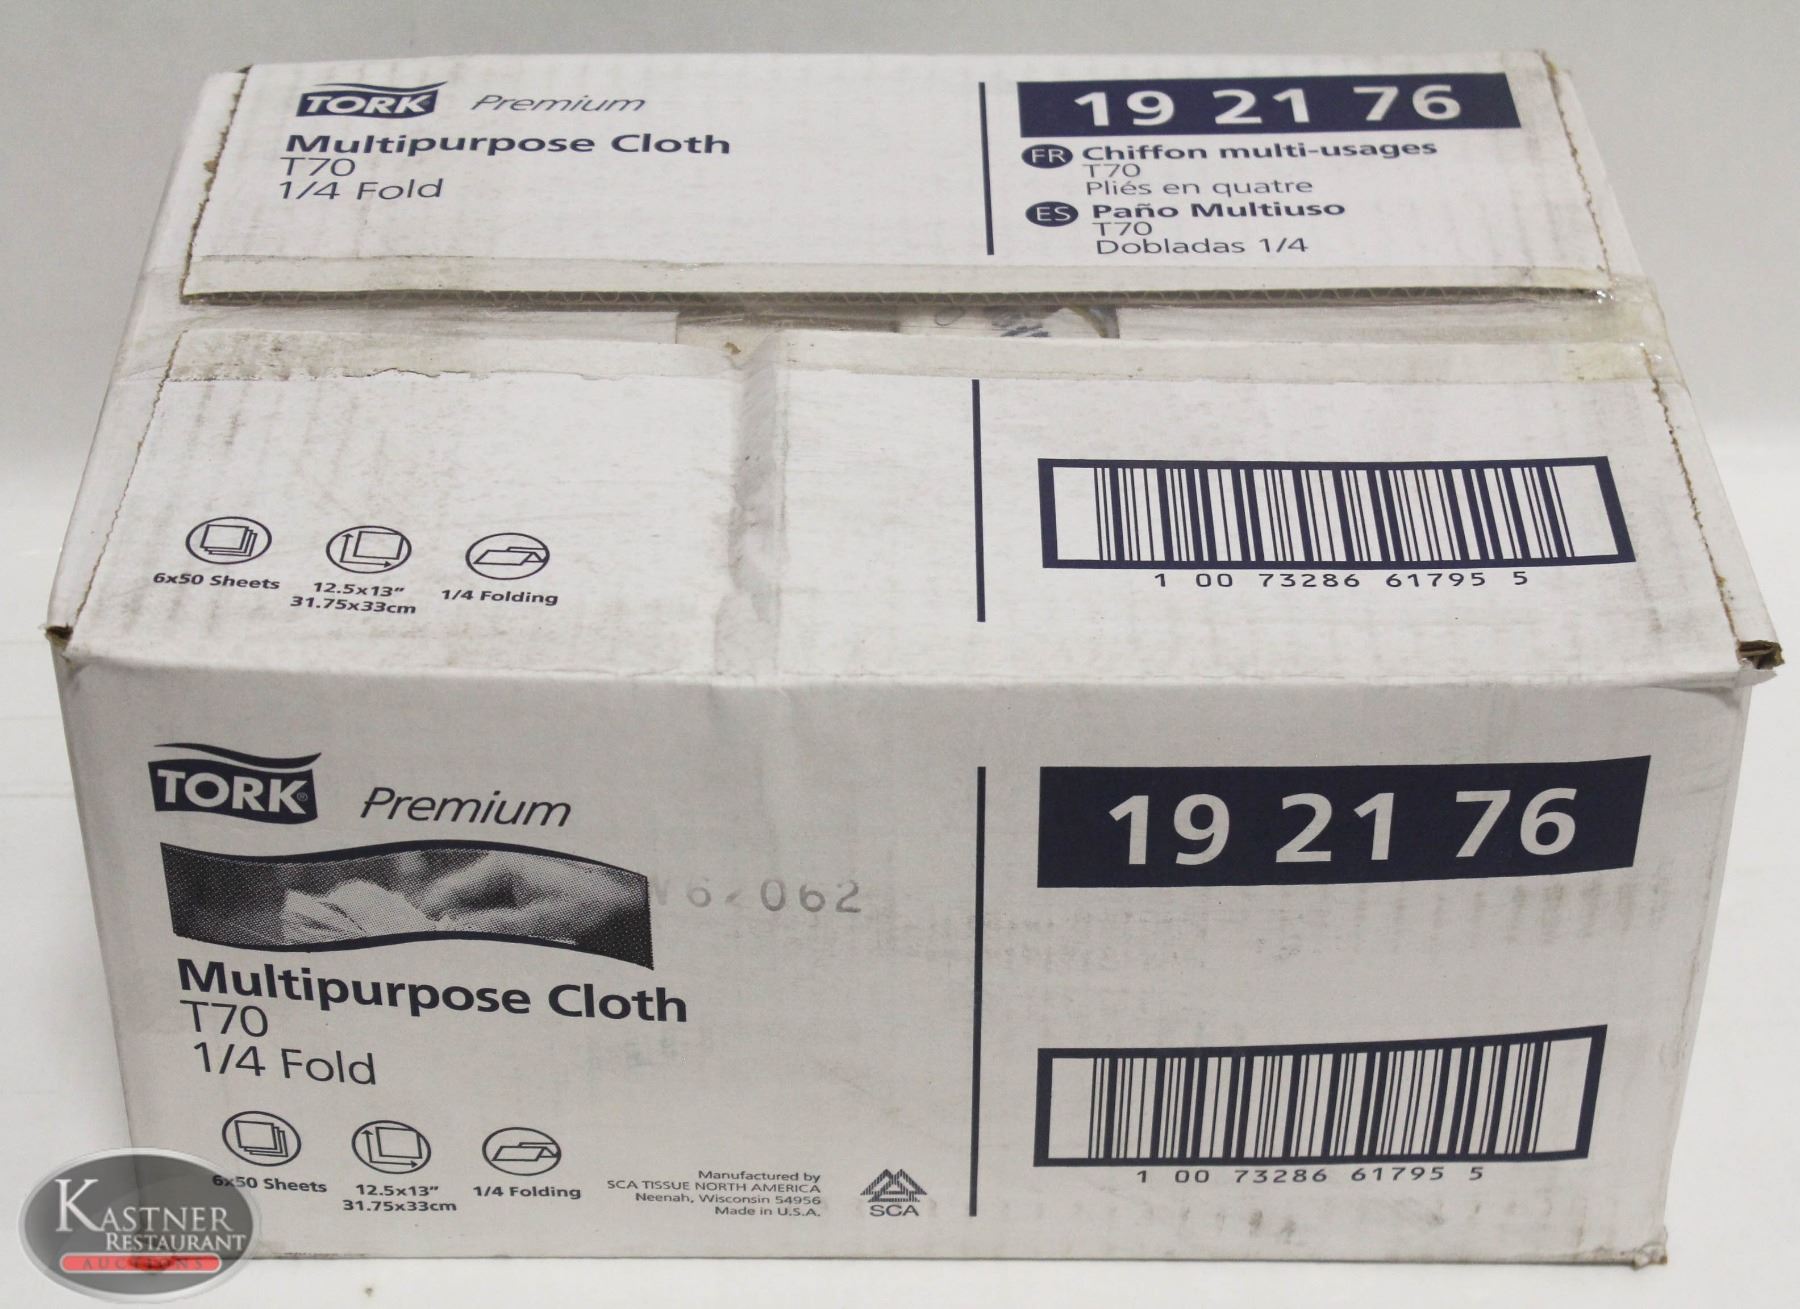 TORK Premium
Multipurpose Cloth
T70
1/4 Fold
19 21 76
FR Chiffon multi-usages
T70
Pliés en quatre
ES Paño Multiuso
T70
Dobladas 1/4
6x50 Sheets
12.5x13"
31.75x33cm
1/4 Folding
1 00 73286 61795 5
TORK® Premium
Multipurpose Cloth
T70
1/4 Fold
6x50 Sheets
12.5x13"
31.75x33cm
1/4 Folding
Manufactured by
SCA TISSUE NORTH AMERICA
Neenah, Wisconsin 54956
Made in U.S.A.
SCA
19 21 76
1 00 73286 61795 5
KASTNER
RESTAURANT
AUCTIONS